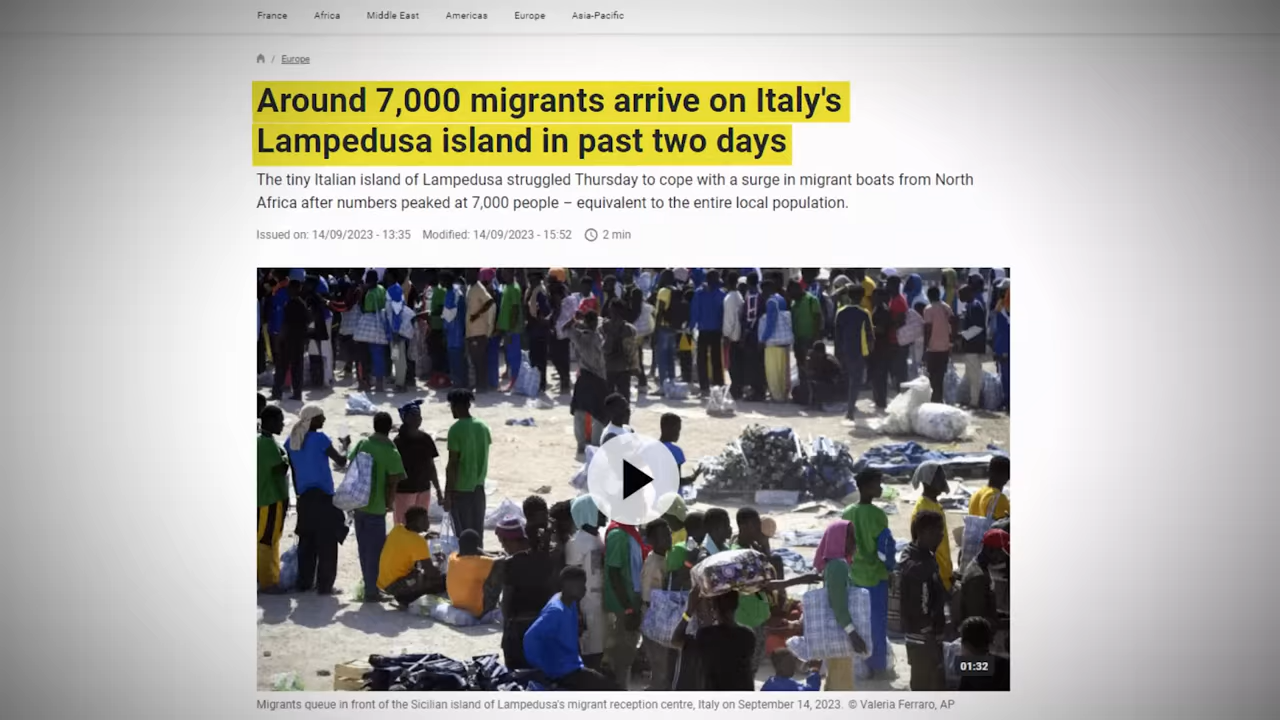 France Africa Middle East Americas Europe Asia-Pacific
/ Europe
Around 7,000 migrants arrive on Italy's
Lampedusa island in past two days
The tiny Italian island of Lampedusa struggled Thursday to cope with a surge in migrant boats from North
Africa after numbers peaked at 7,000 people – equivalent to the entire local population.
Issued on: 14/09/2023 - 13:35 Modified: 14/09/2023 - 15:52 2 min
01:32
Migrants queue in front of the Sicilian island of Lampedusa's migrant reception centre, Italy on September 14, 2023. © Valeria Ferraro, AP